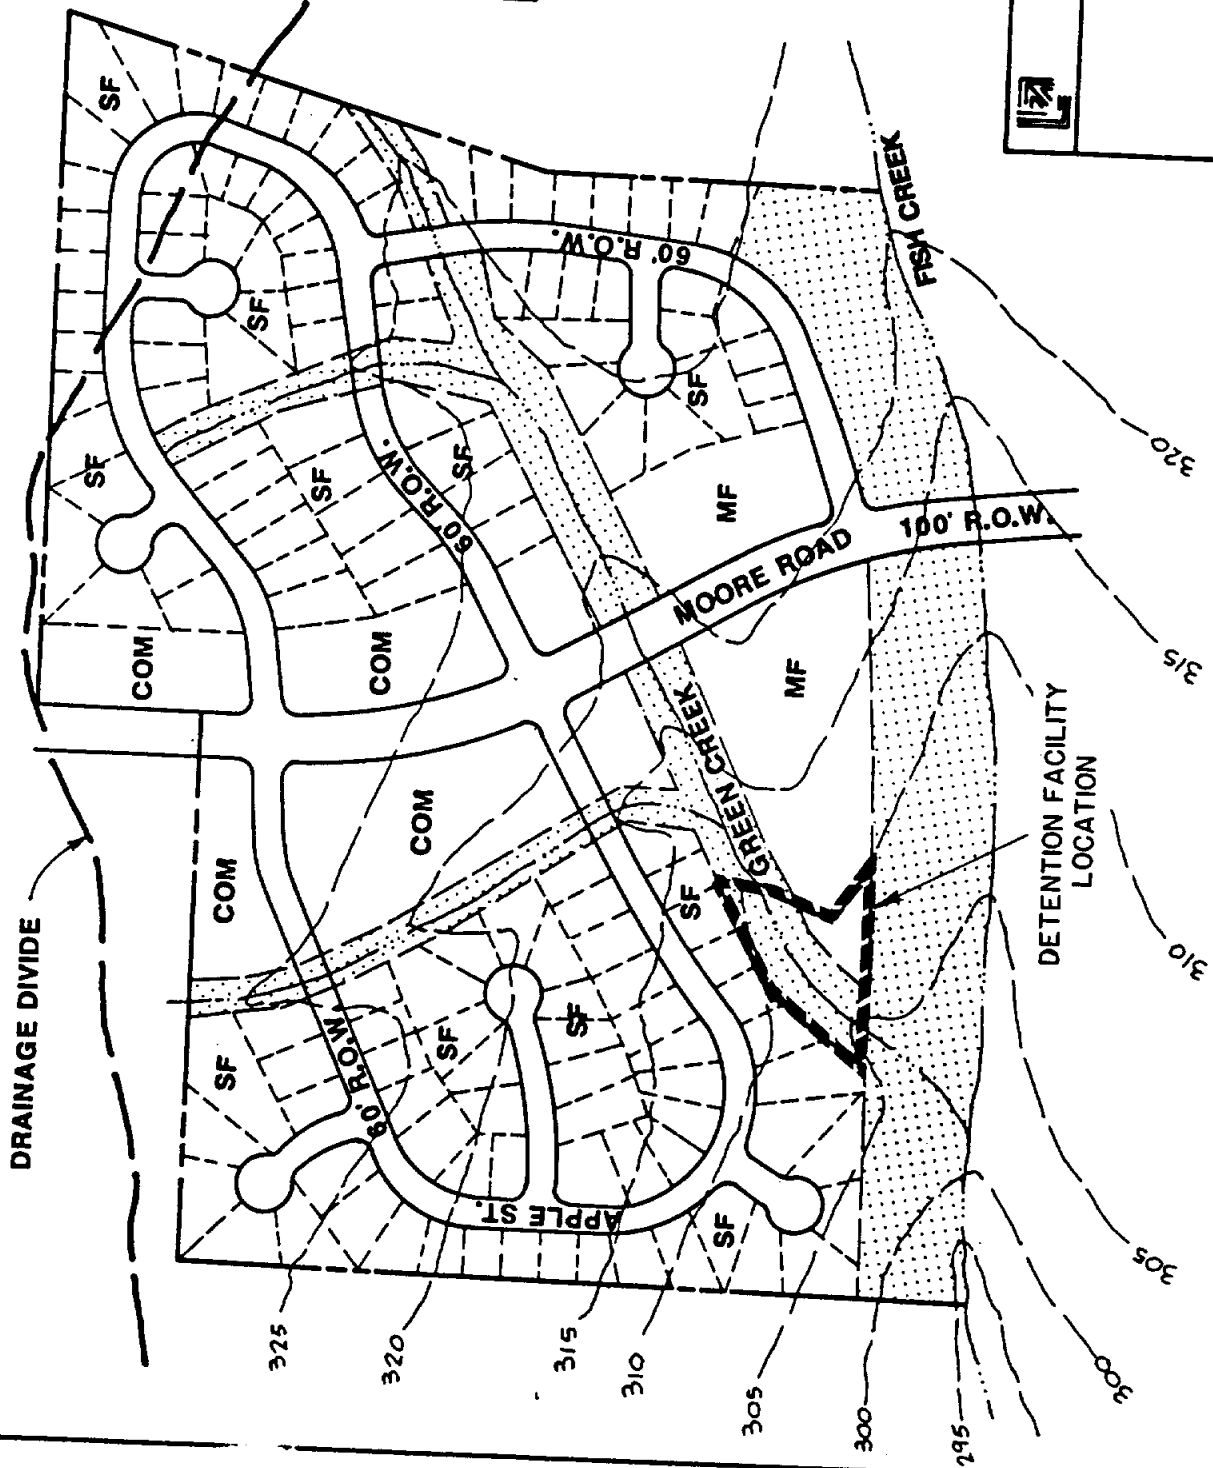 SF
DRAINAGE DIVIDE
SF
SF
SF
SF
SF
60' R.O.W.
60' R.O.W.
SF
MF
FISH CREEK
COM
COM
MOORE ROAD
100' R.O.W.
MF
COM
COM
GREEN CREEK
SF
SF
SF
SF
60' R.O.W.
APPLE ST.
SF
DETENTION FACILITY
LOCATION
325
320
315
310
305
300
295
320
315
310
305
300